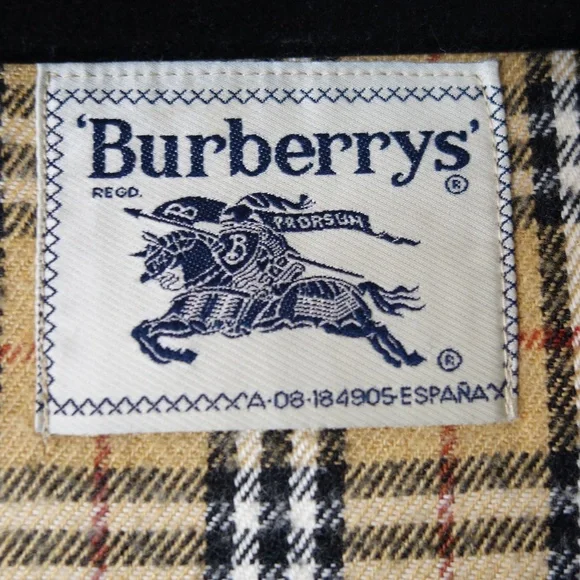 'Burberrys'
®
REGD.
B
PRORSUM
B
®
A-08-184905-ESPAÑA